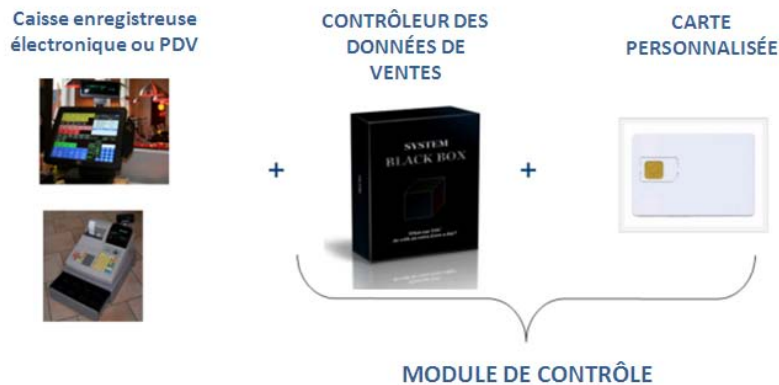 Caisse enregistreuse
électronique ou PDV
CONTRÔLEUR DES
DONNÉES DE
VENTES
CARTE
PERSONNALISÉE
+
+
SYSTEM
BLACK BOX
MODULE DE CONTRÔLE